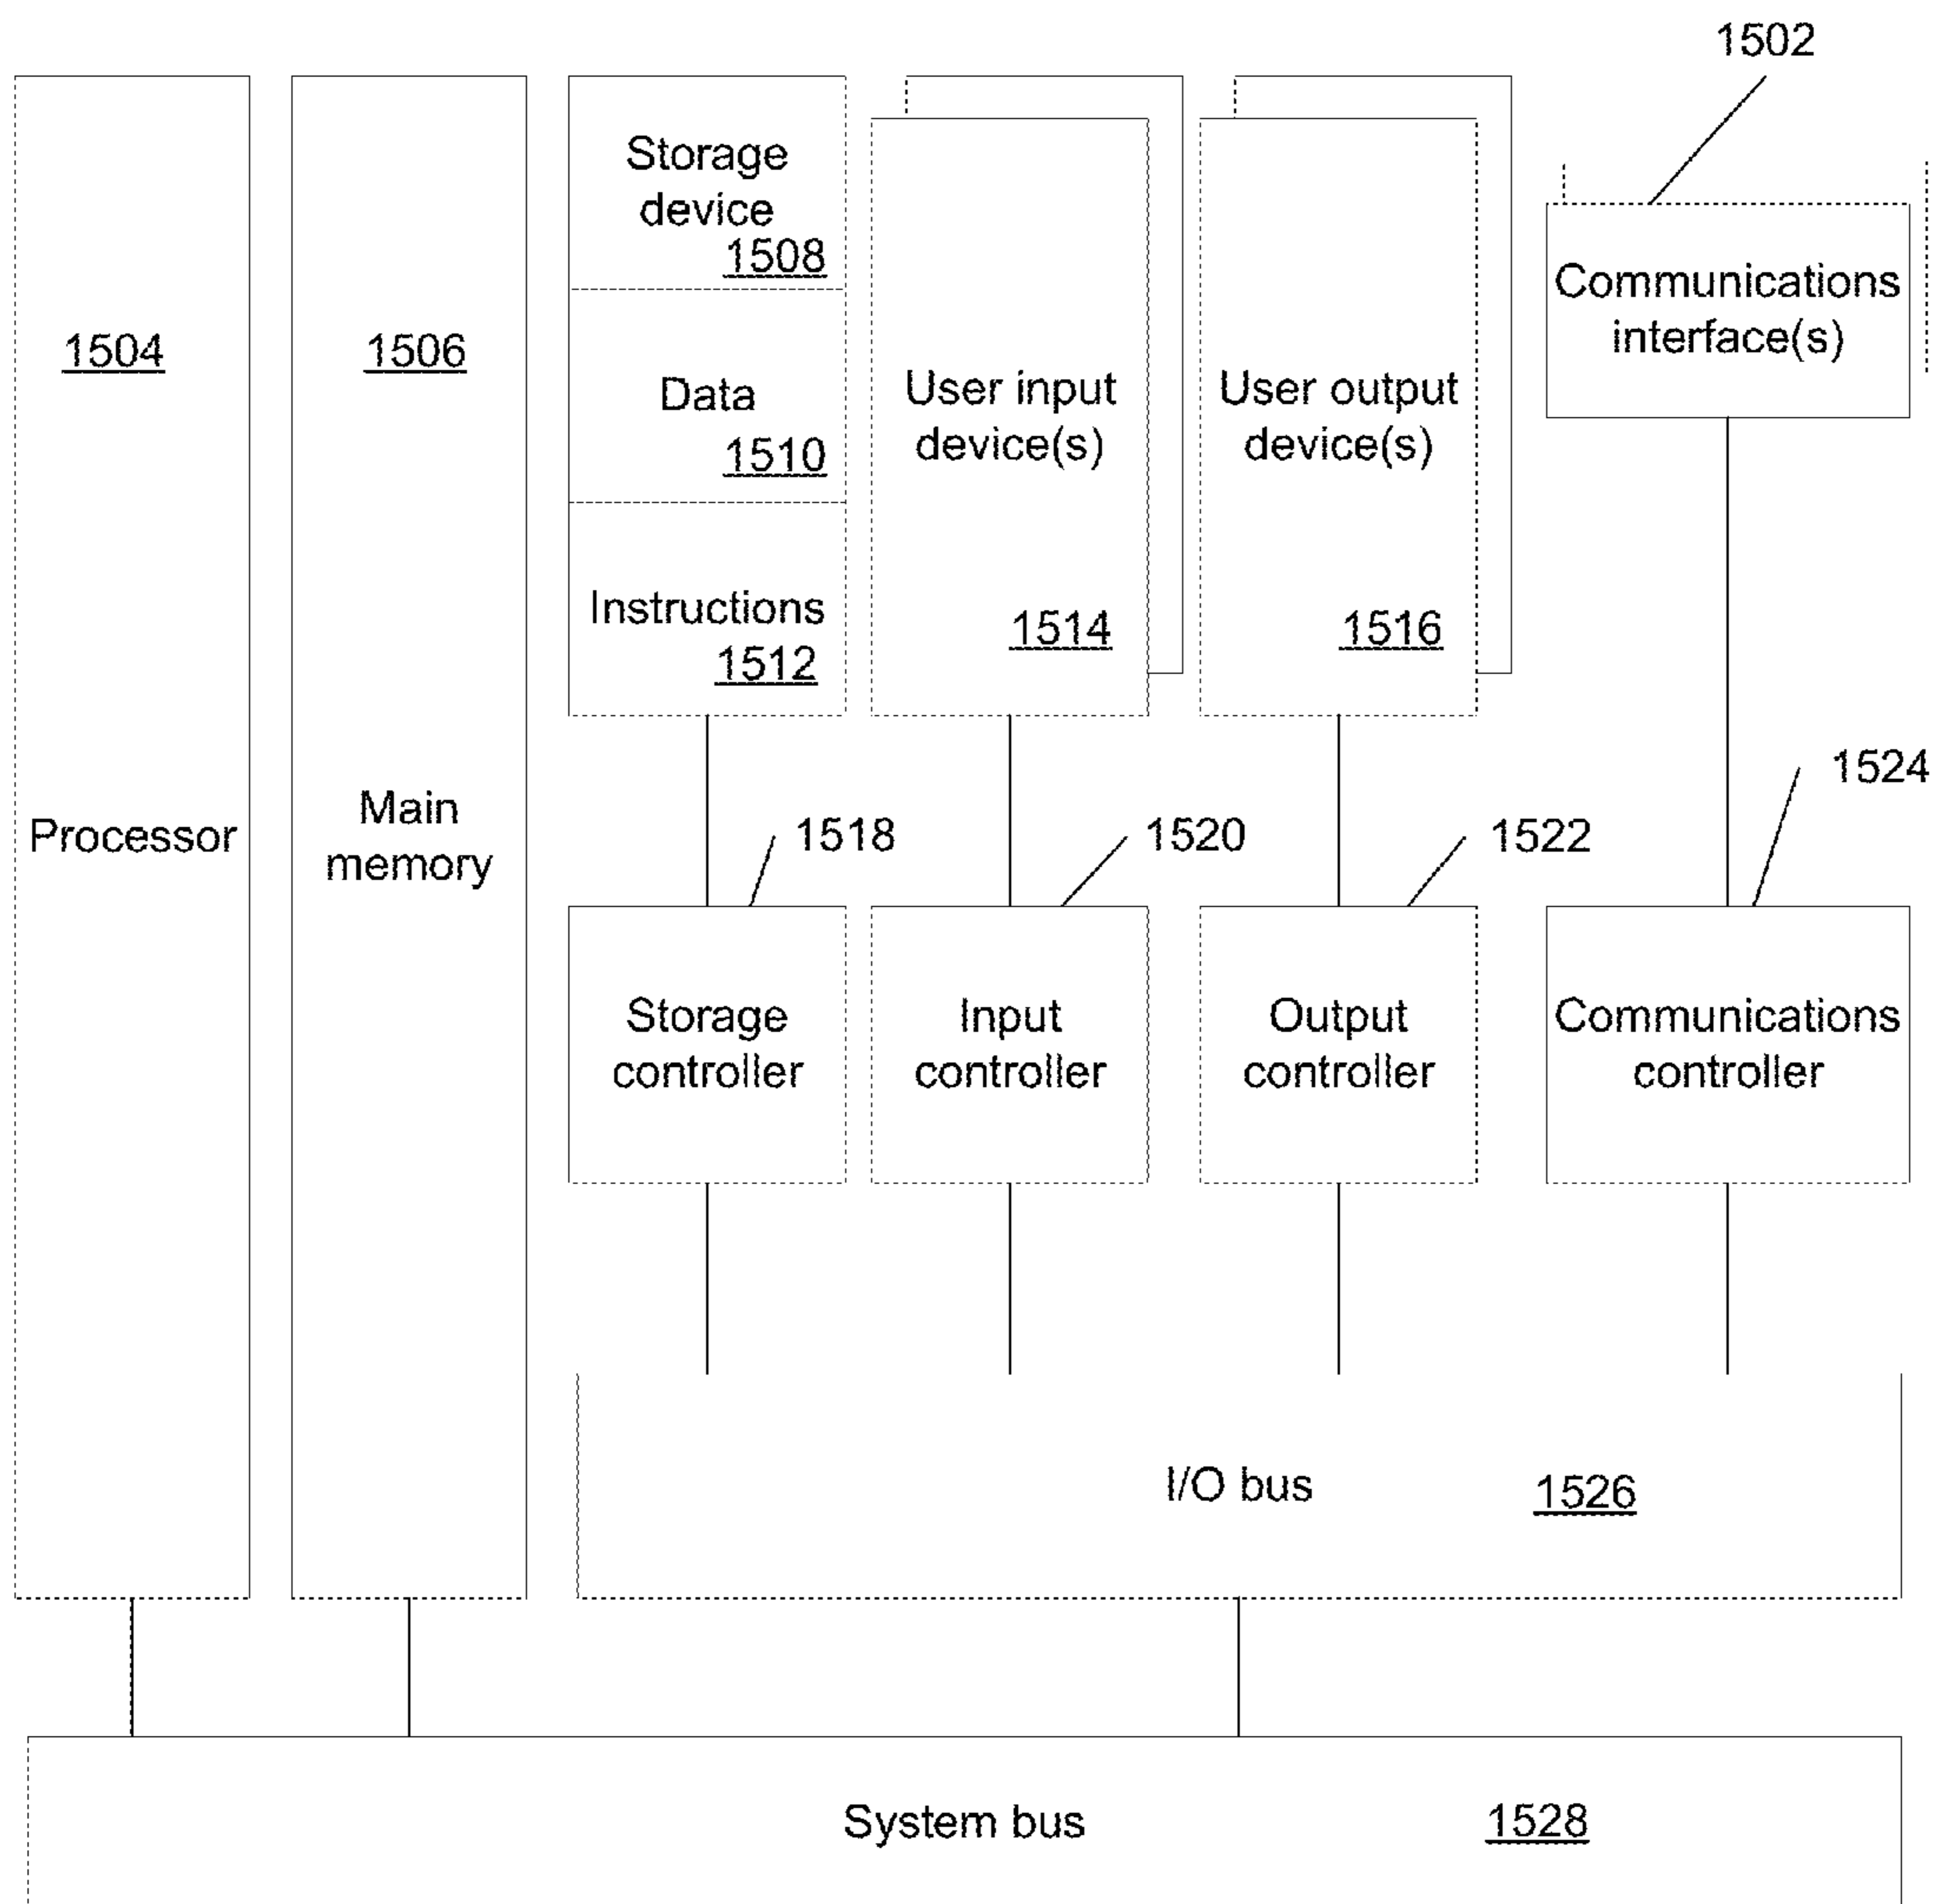 1502
Storage
device
1508
1504
1506
Communications
interface(s)
Data
1510
User input
device(s)
User output
device(s)
Instructions
1512
1514
1516
1524
Processor
Main
memory
1518
1520
1522
Storage
controller
Input
controller
Output
controller
Communications
controller
I/O bus
1526
System bus
1528